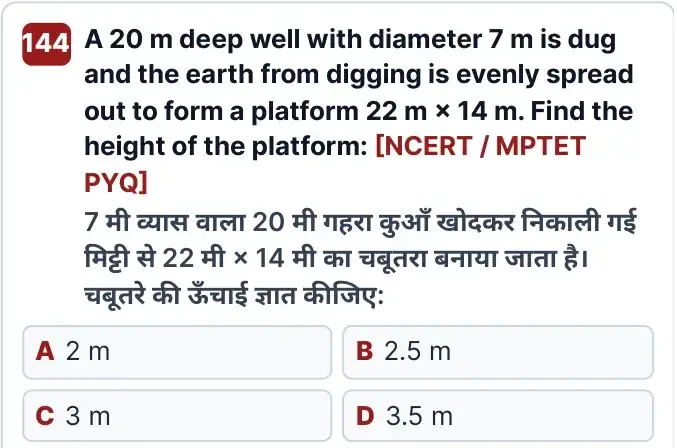 144 A 20 m deep well with diameter 7 m is dug
and the earth from digging is evenly spread
out to form a platform 22 m × 14 m. Find the
height of the platform: [NCERT / MPTET
PYQ]
7 मी व्यास वाला 20 मी गहरा कुआँ खोदकर निकाली गई
मिट्टी से 22 मी × 14 मी का चबूतरा बनाया जाता है।
चबूतरे की ऊँचाई ज्ञात कीजिए:
A 2 m
B 2.5 m
C 3 m
D 3.5 m